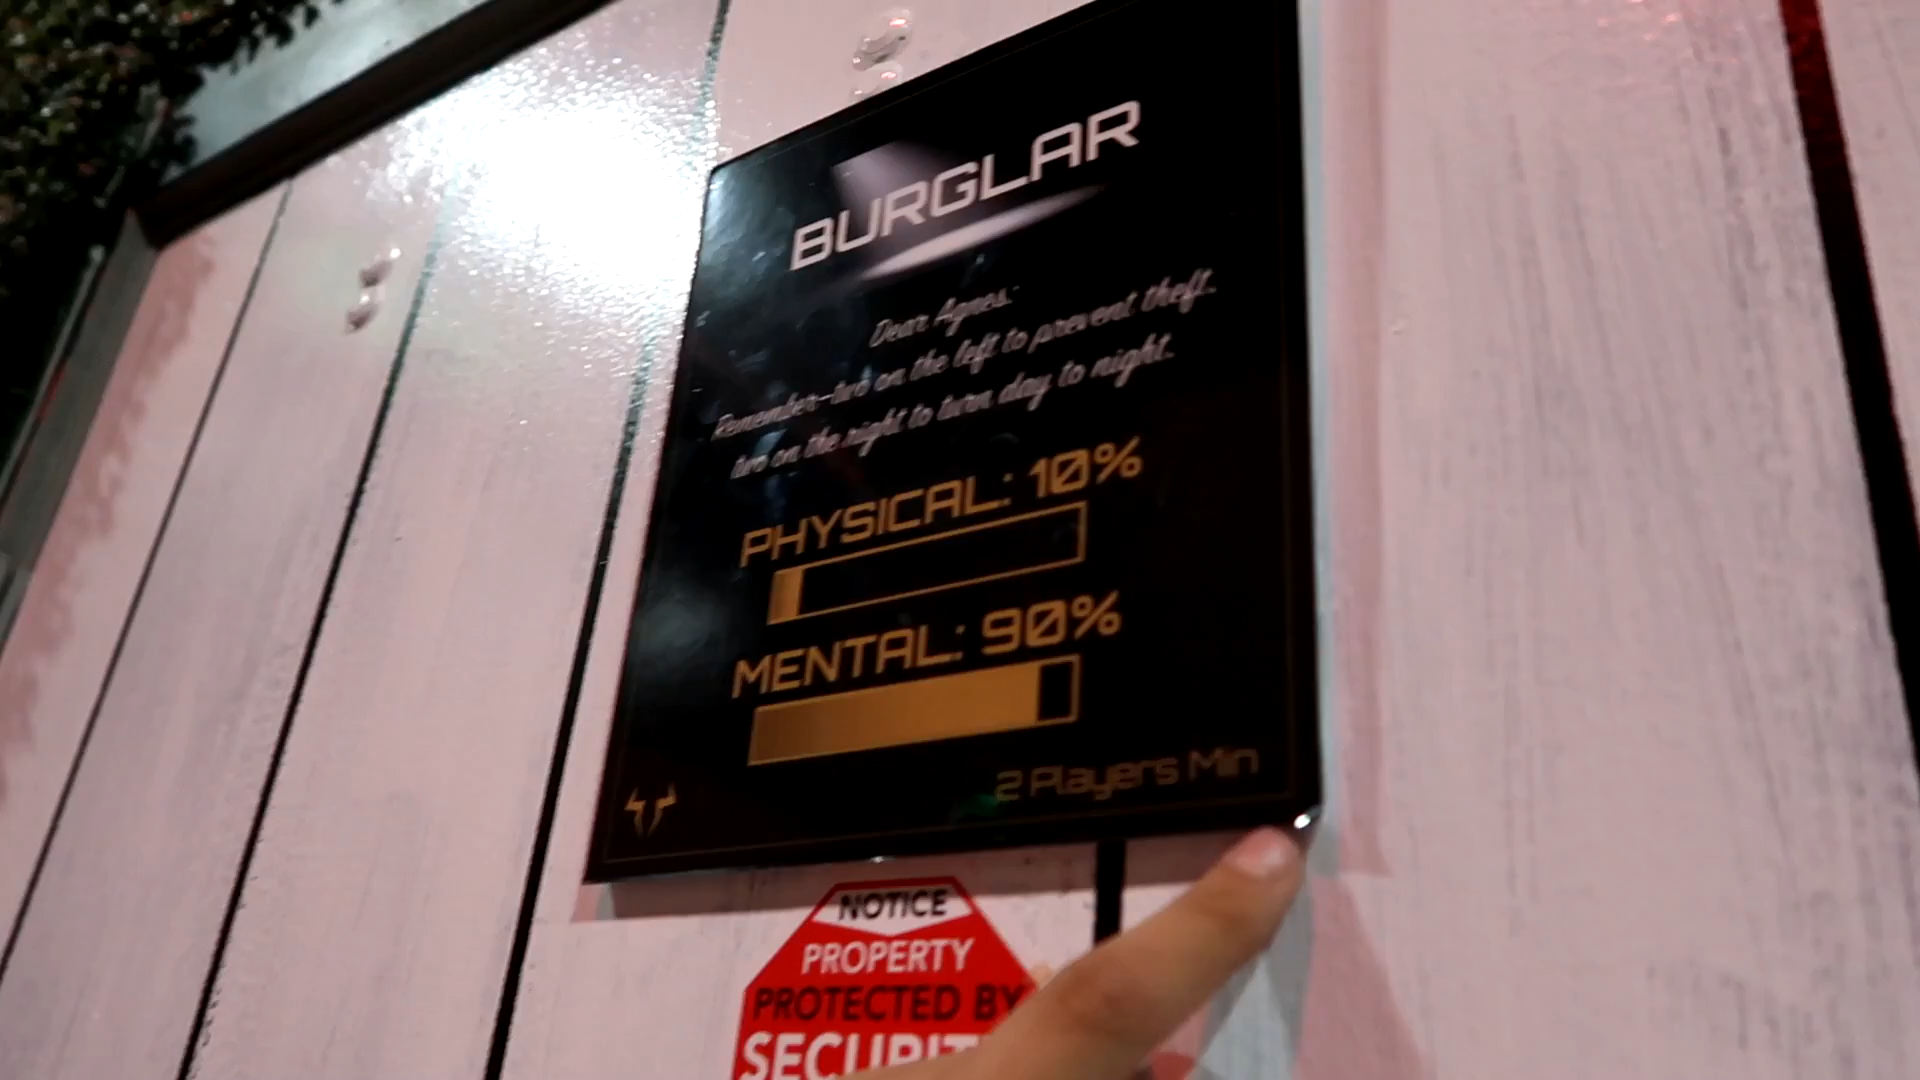 BURGLAR
Dear Agnes:
Remember-two on the left to prevent theft.
two on the right to turn day to night.
PHYSICAL: 10%
MENTAL: 90%
2 Players Min
NOTICE
PROPERTY
PROTECTED BY
SECURIT